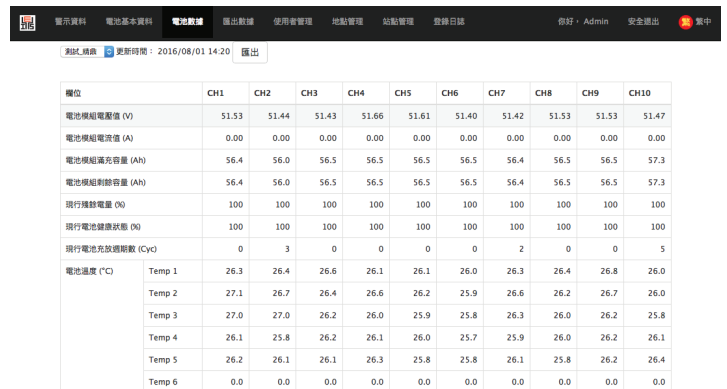 警示資料 電池基本資料 電池數據 匯出數據 使用者管理 地點管理 站點管理 登錄日誌 你好，Admin 安全退出 繁 繁中
測試_精鼎 更新時間： 2016/08/01 14:20 匯出
欄位 CH1 CH2 CH3 CH4 CH5 CH6 CH7 CH8 CH9 CH10
電池模組電壓值 (V) 51.53 51.44 51.43 51.66 51.61 51.40 51.42 51.53 51.53 51.47
電池模組電流值 (A) 0.00 0.00 0.00 0.00 0.00 0.00 0.00 0.00 0.00 0.00
電池模組滿充容量 (Ah) 56.4 56.0 56.5 56.5 56.5 56.5 56.4 56.5 56.5 57.3
電池模組剩餘容量 (Ah) 56.4 56.0 56.5 56.5 56.5 56.5 56.4 56.5 56.5 57.3
現行殘餘電量 (%) 100 100 100 100 100 100 100 100 100 100
現行電池健康狀態 (%) 100 100 100 100 100 100 100 100 100 100
現行電池充放週期數 (Cyc) 0 3 0 0 0 0 2 0 0 5
電池溫度 (°C) Temp 1 26.3 26.4 26.6 26.1 26.1 26.0 26.3 26.4 26.8 26.0
Temp 2 27.1 26.7 26.4 26.6 26.2 25.9 26.6 26.2 26.7 26.0
Temp 3 27.0 27.0 26.2 26.0 25.9 25.8 26.3 26.0 26.2 25.8
Temp 4 26.1 25.8 26.2 26.1 26.0 25.7 25.9 26.0 26.2 26.1
Temp 5 26.2 26.1 26.1 26.3 25.8 25.8 26.1 25.8 26.2 26.4
Temp 6 0.0 0.0 0.0 0.0 0.0 0.0 0.0 0.0 0.0 0.0